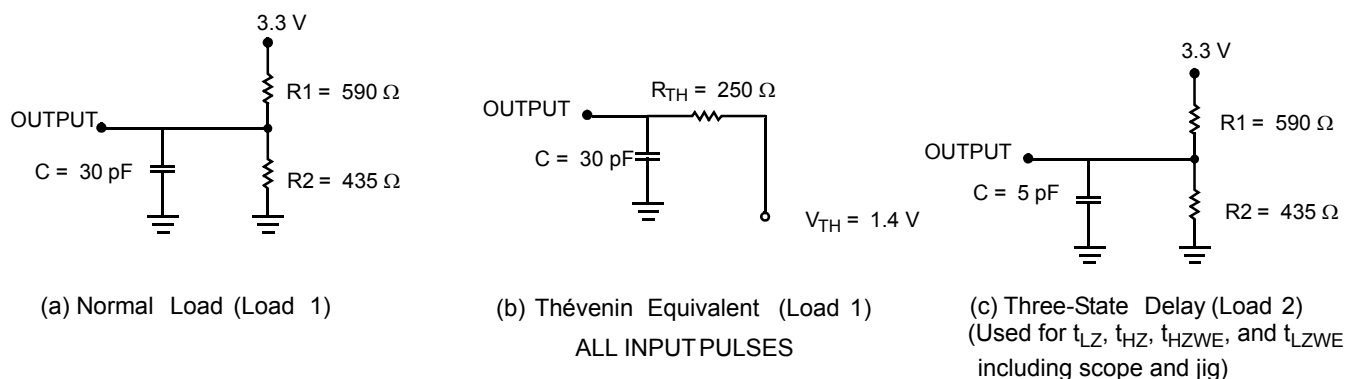 3.3 V
R1 = 590 Ω
OUTPUT
C = 30 pF
R2 = 435 Ω
(a) Normal Load (Load 1)
R_TH = 250 Ω
OUTPUT
C = 30 pF
V_TH = 1.4 V
(b) Thévenin Equivalent (Load 1)
ALL INPUT PULSES
3.3 V
R1 = 590 Ω
OUTPUT
C = 5 pF
R2 = 435 Ω
(c) Three-State Delay (Load 2)
(Used for t_LZ, t_HZ, t_HZWE, and t_LZWE
including scope and jig)